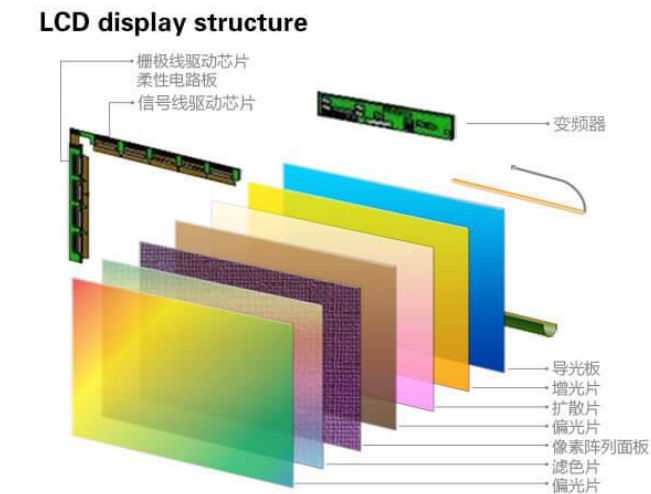 LCD display structure
栅极线驱动芯片
柔性电路板
信号线驱动芯片
变频器
导光板
增光片
扩散片
偏光片
像素阵列面板
滤色片
偏光片